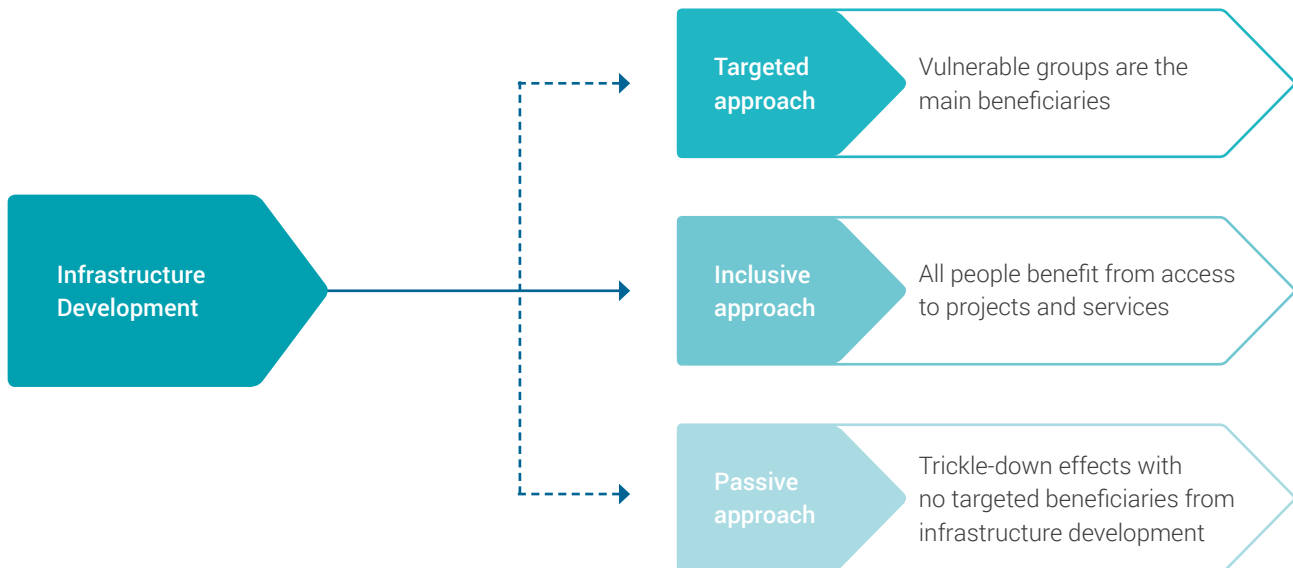 Targeted
approach
Vulnerable groups are the
main beneficiaries
Infrastructure
Development
Inclusive
approach
All people benefit from access
to projects and services
Passive
approach
Trickle-down effects with
no targeted beneficiaries from
infrastructure development